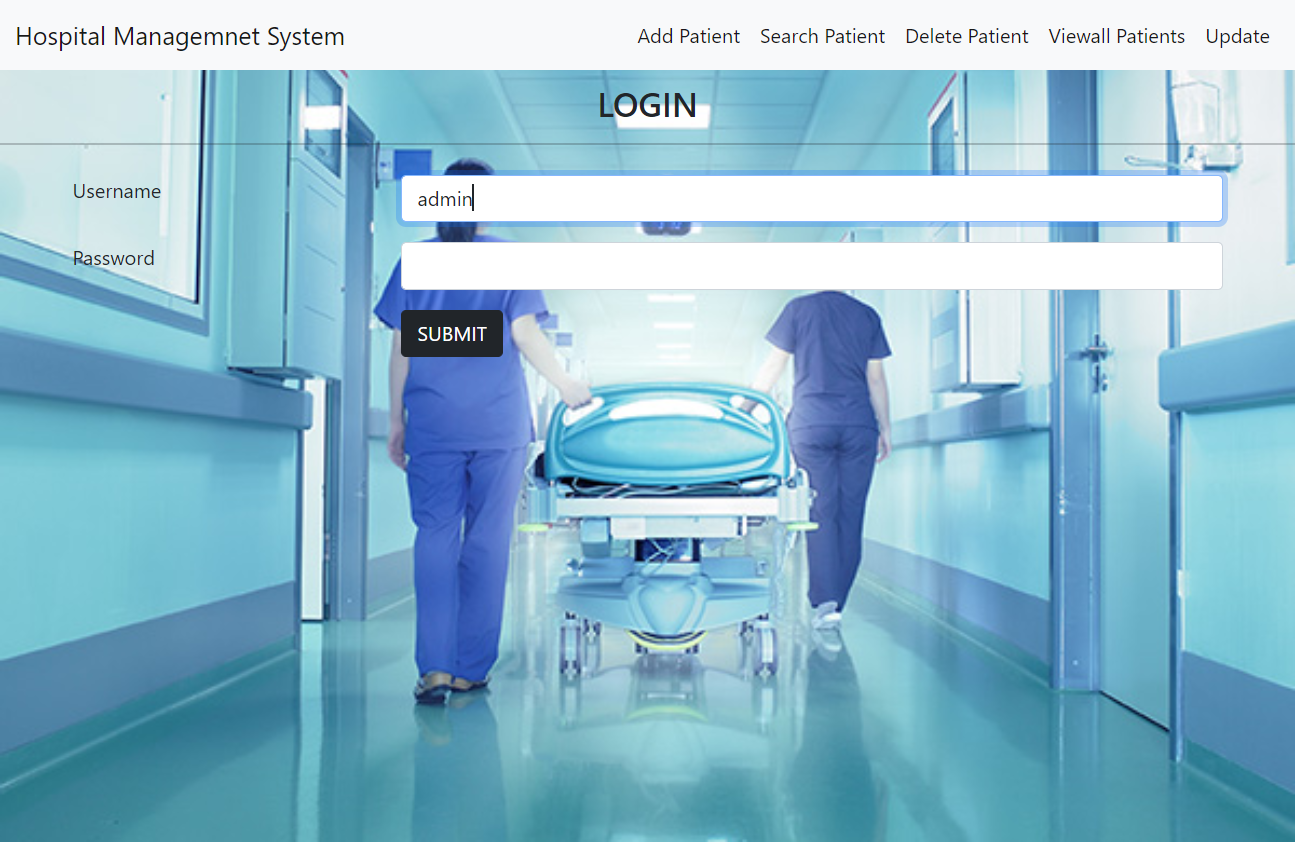 Hospital Managemnet System Add Patient Search Patient Delete Patient Viewall Patients Update
LOGIN
Username admin
Password
SUBMIT